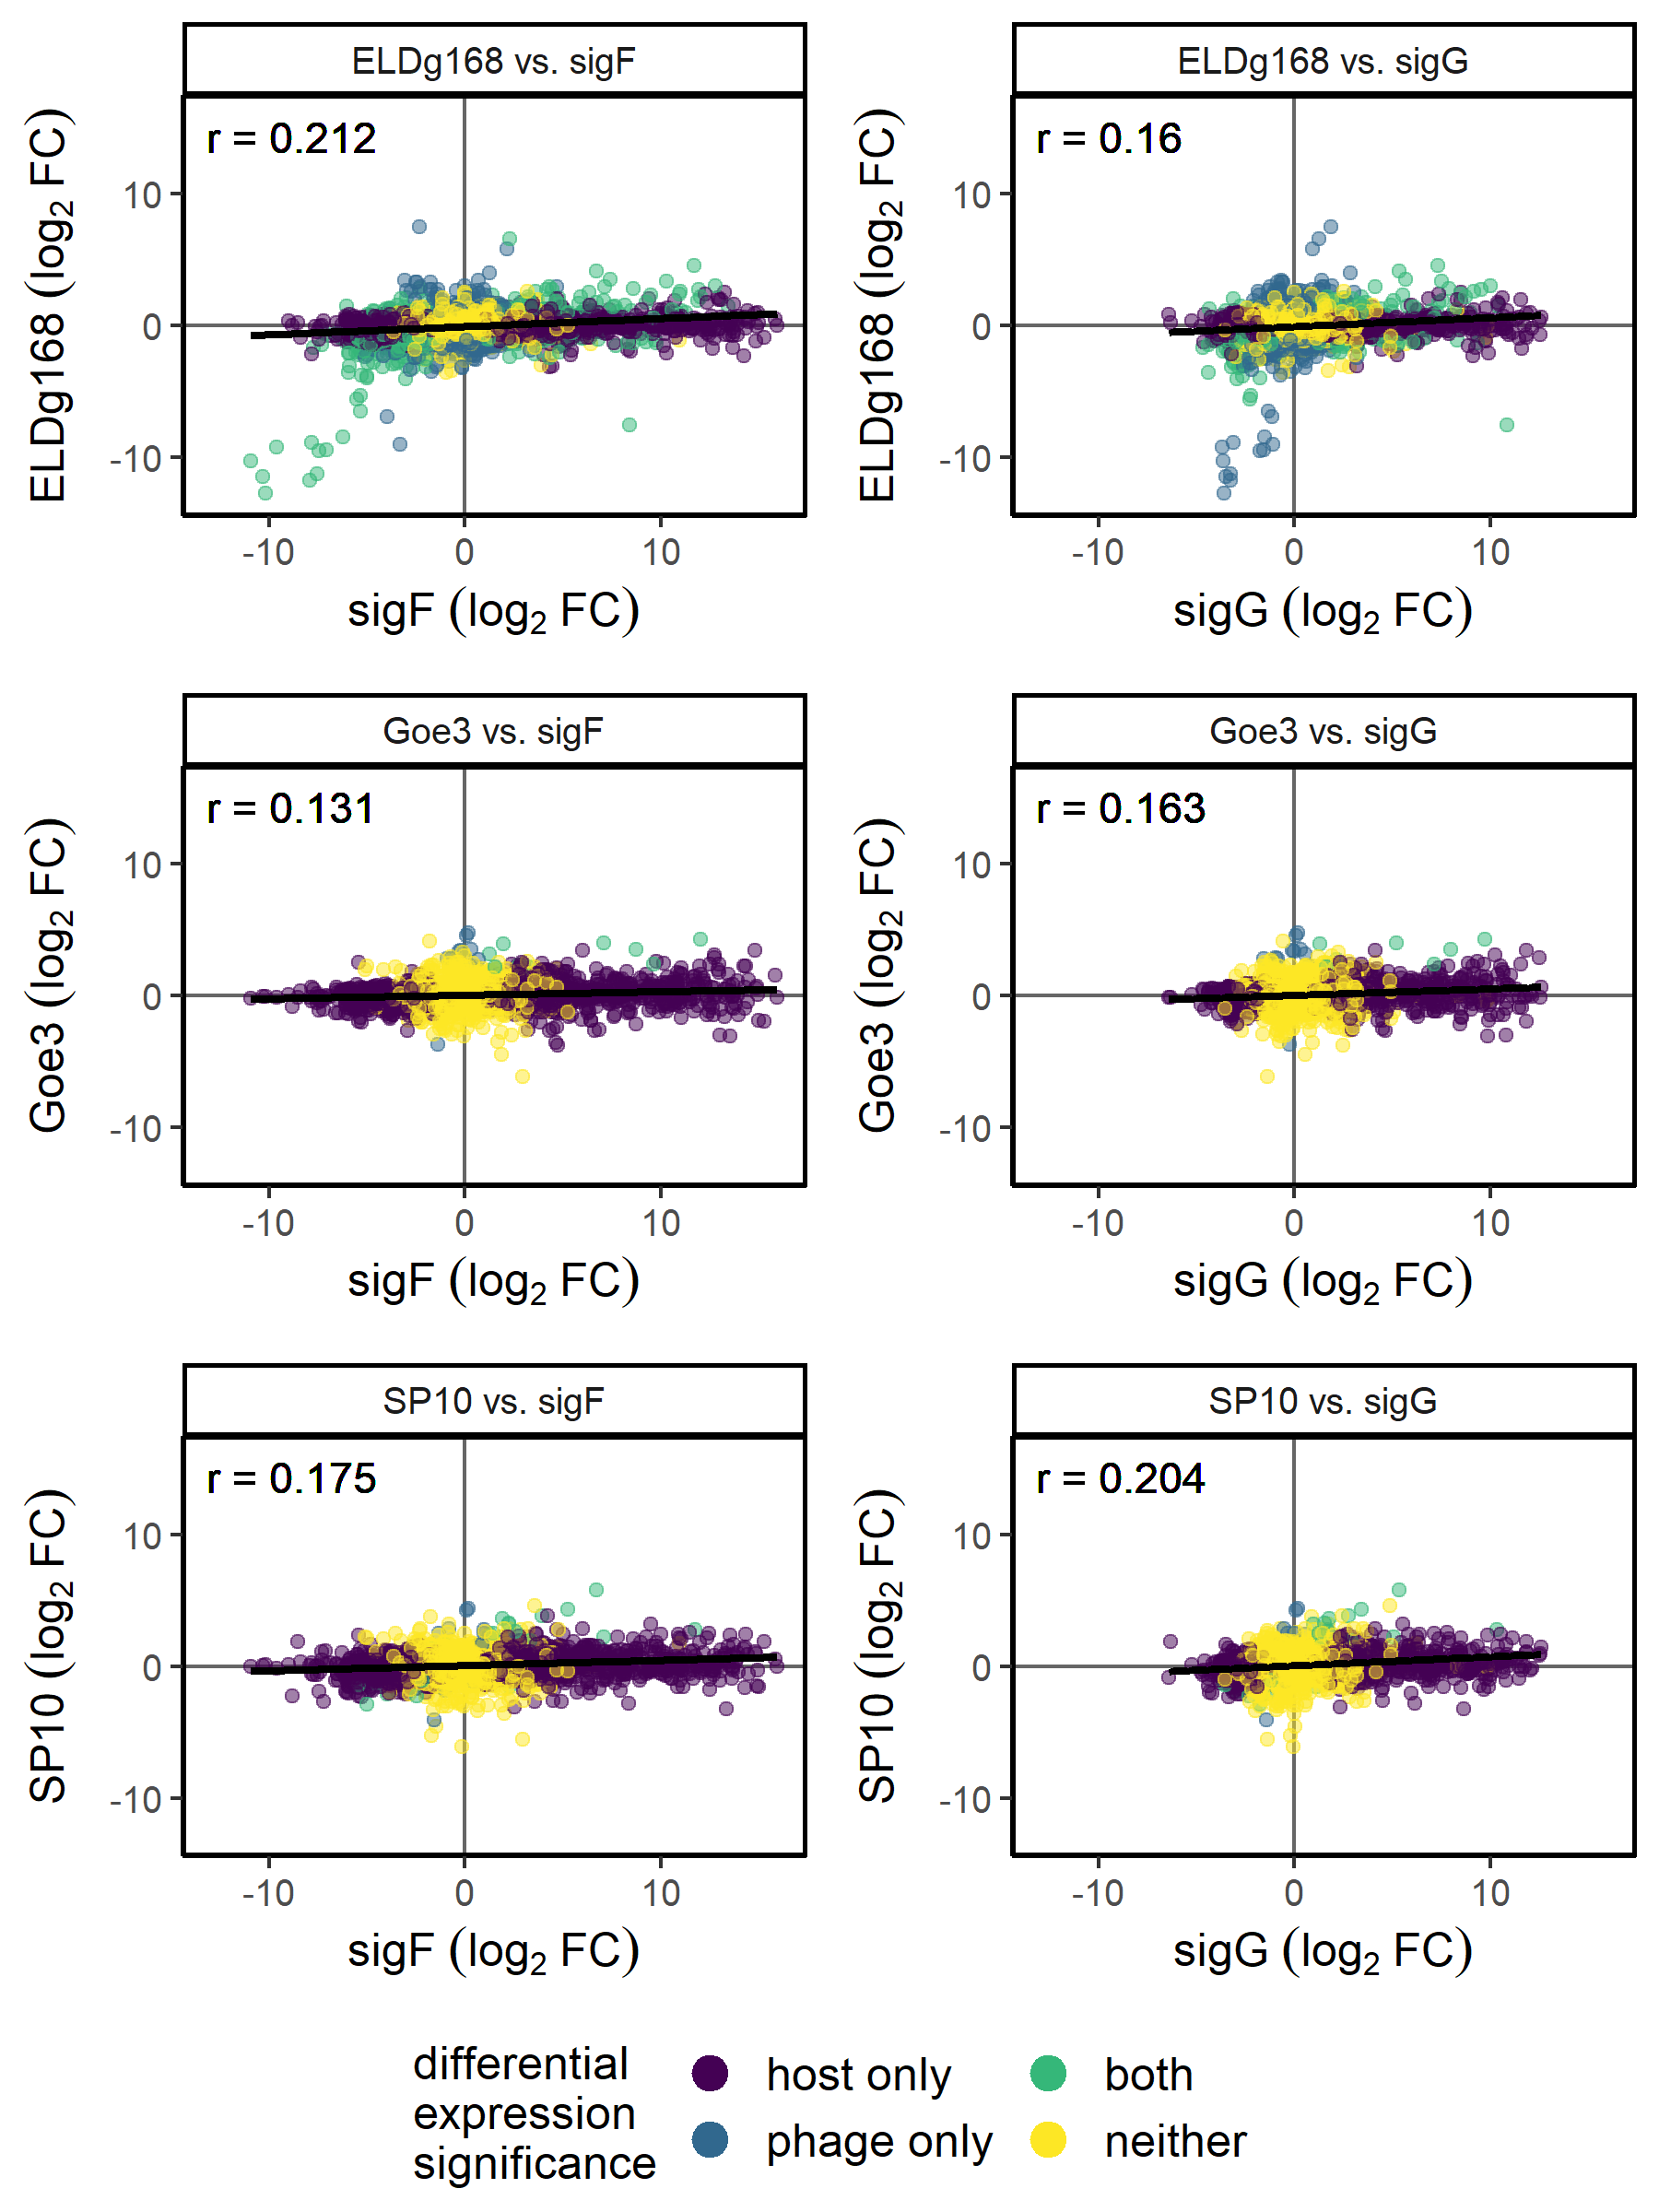 ELDg168 vs. sigF
r = 0.212
ELDg168 (log₂ FC)
10
0
-10
-10 0 10
sigF (log₂ FC)
ELDg168 vs. sigG
r = 0.16
ELDg168 (log₂ FC)
10
0
-10
-10 0 10
sigG (log₂ FC)
Goe3 vs. sigF
r = 0.131
Goe3 (log₂ FC)
10
0
-10
-10 0 10
sigF (log₂ FC)
Goe3 vs. sigG
r = 0.163
Goe3 (log₂ FC)
10
0
-10
-10 0 10
sigG (log₂ FC)
SP10 vs. sigF
r = 0.175
SP10 (log₂ FC)
10
0
-10
-10 0 10
sigF (log₂ FC)
SP10 vs. sigG
r = 0.204
SP10 (log₂ FC)
10
0
-10
-10 0 10
sigG (log₂ FC)
differential
expression
significance
host only
phage only
both
neither